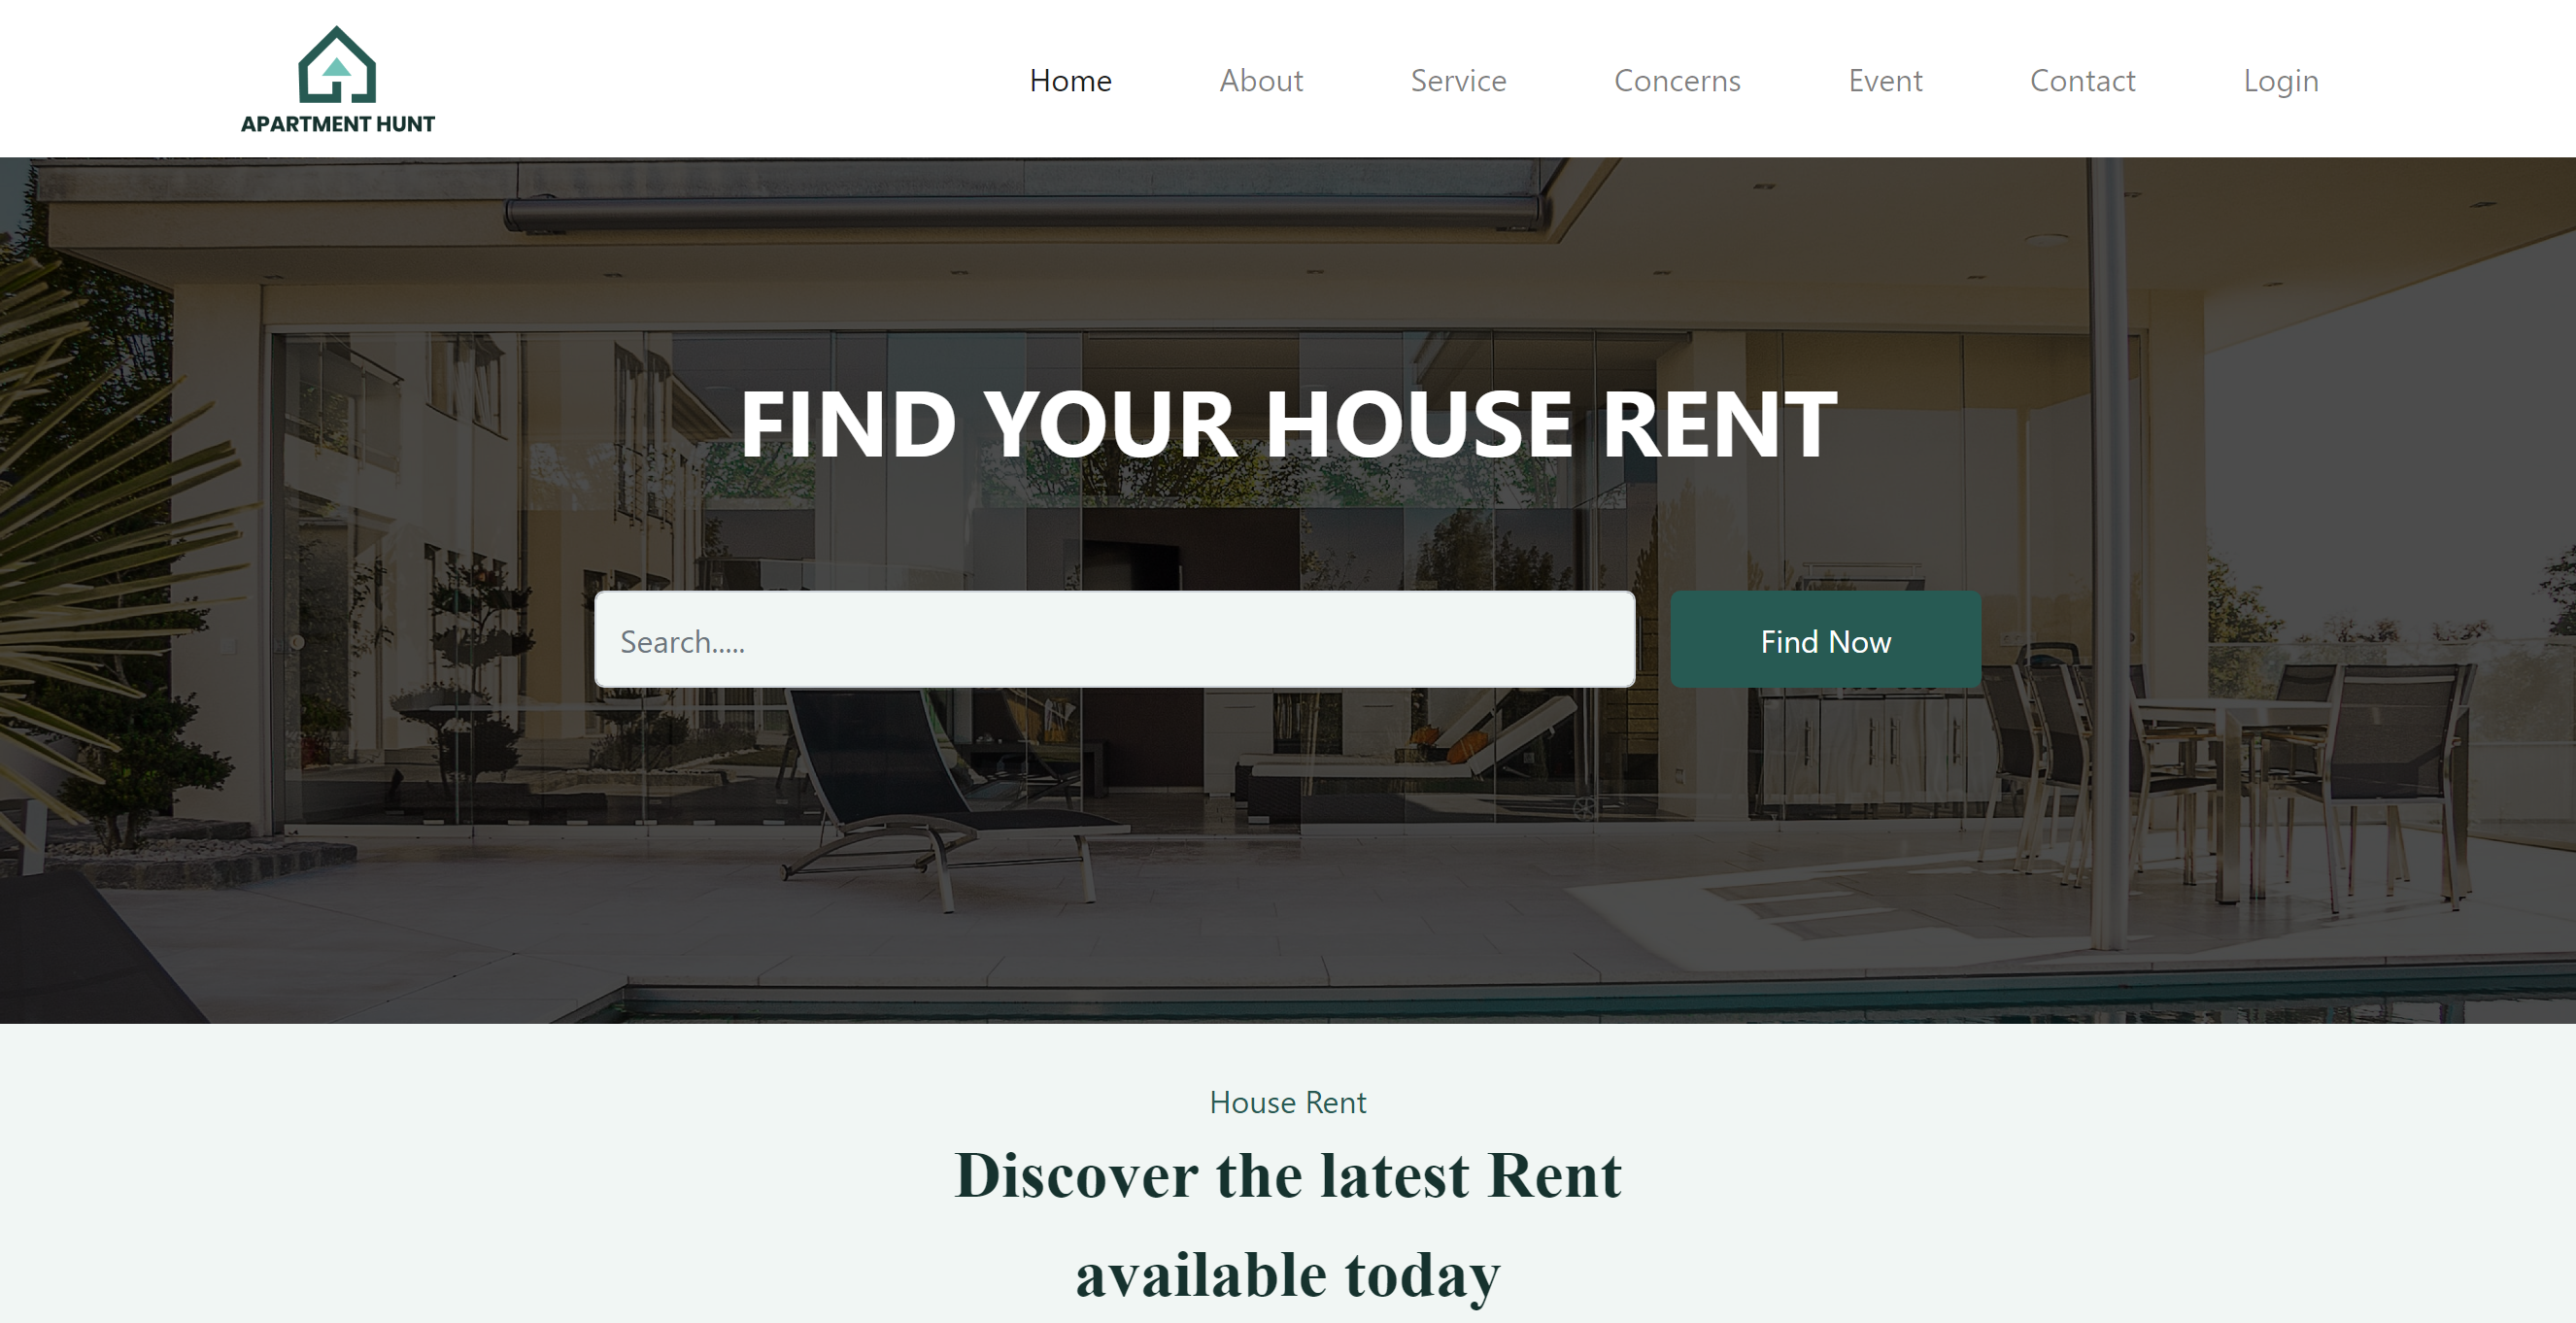 APARTMENT HUNT
Home About Service Concerns Event Contact Login
FIND YOUR HOUSE RENT
Search.....
Find Now
House Rent
Discover the latest Rent
available today